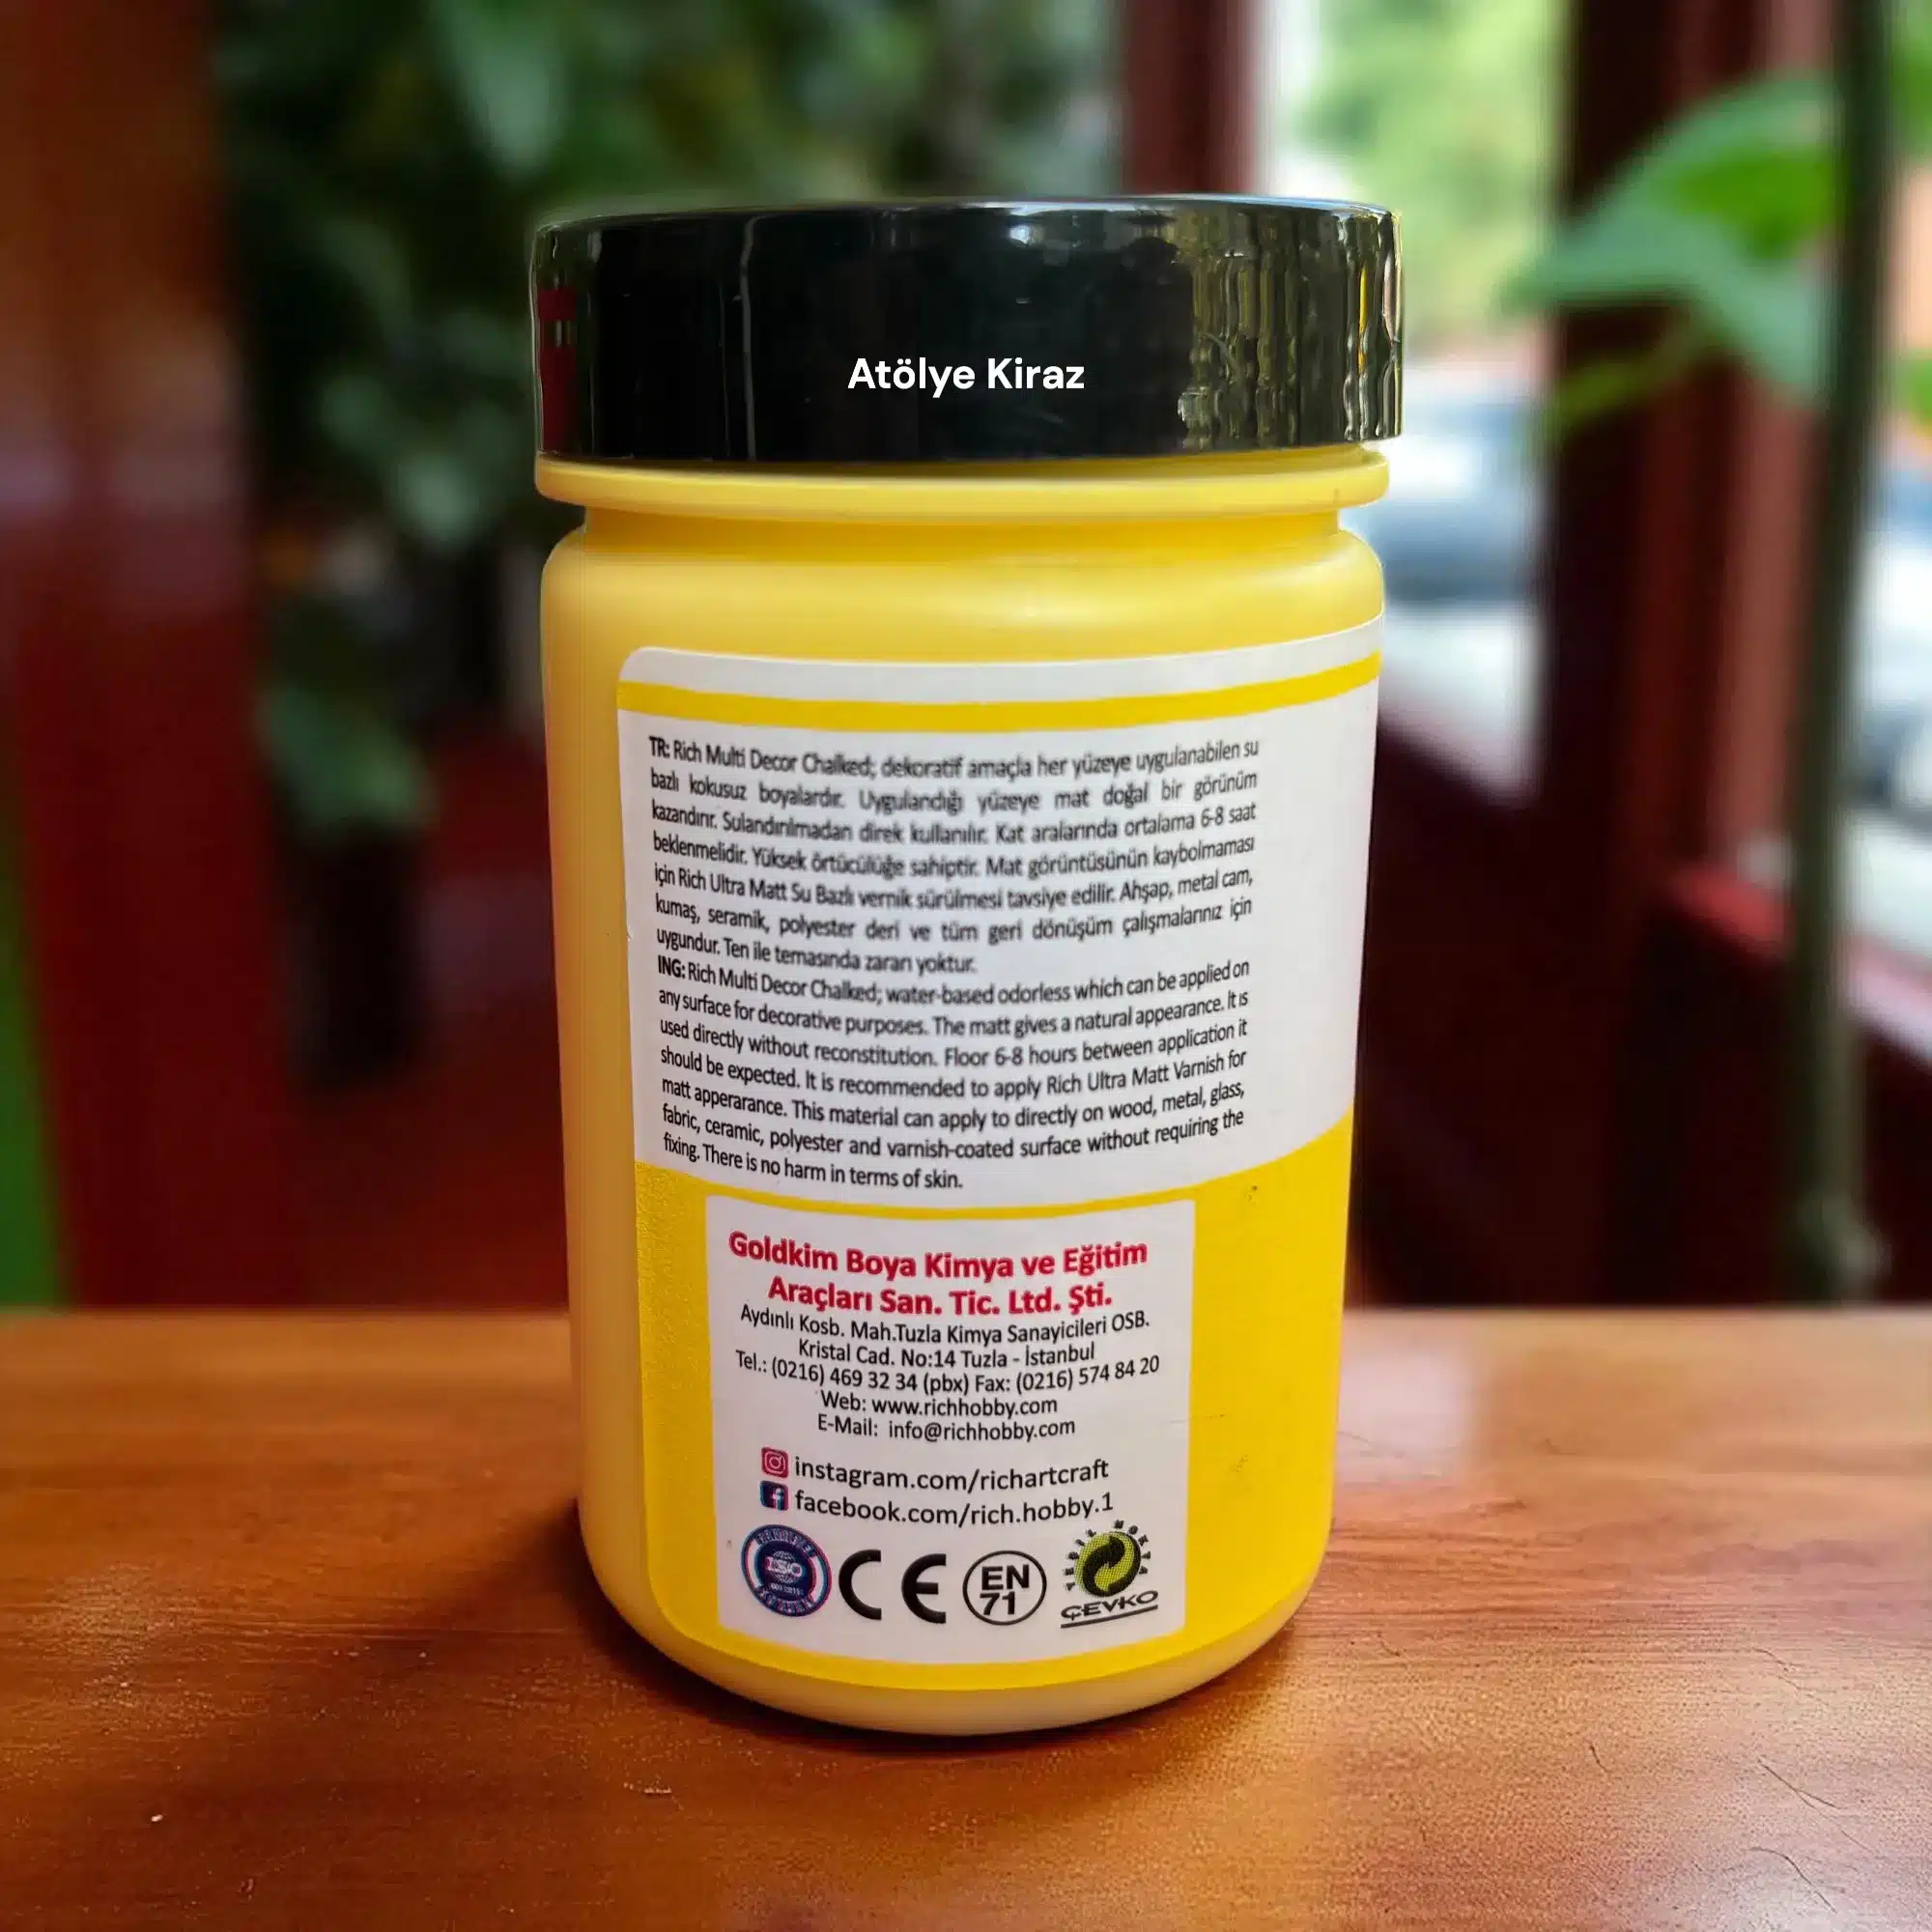 Atölye Kiraz
TR: Rich Multi Decor Chalked; dekoratif amaçla her yüzeye uygulanabilen su
bazlı kokusuz boyalardır. Uygulandığı yüzeye mat doğal bir görünüm
kazandırır. Sulandırılmadan direk kullanılır. Kat aralarında ortalama 6-8 saat
beklenmelidir. Yüksek örtücülüğe sahiptir. Mat görüntüsünün kaybolmaması
için Rich Ultra Matt Su Bazlı vernik sürülmesi tavsiye edilir. Ahşap, metal cam,
kumaş, seramik, polyester deri ve tüm geri dönüşüm çalışmalarınız için
uygundur. Ten ile temasında zararı yoktur.
ING: Rich Multi Decor Chalked; water-based odorless which can be applied on
any surface for decorative purposes. The matt gives a natural appearance. It is
used directly without reconstitution. Floor 6-8 hours between application it
should be expected. It is recommended to apply Rich Ultra Matt Varnish for
matt apperarance. This material can apply to directly on wood, metal, glass,
fabric, ceramic, polyester and varnish-coated surface without requiring the
fixing. There is no harm in terms of skin.
Goldkim Boya Kimya ve Eğitim
Araçları San. Tic. Ltd. Şti.
Aydınlı Kosb. Mah.Tuzla Kimya Sanayicileri OSB.
Kristal Cad. No:14 Tuzla - İstanbul
Tel.: (0216) 469 32 34 (pbx) Fax: (0216) 574 84 20
Web: www.richhobby.com
E-Mail: info@richhobby.com
instagram.com/richartcraft
facebook.com/rich.hobby.1
ISO
CE
EN
71
ÇEVKO